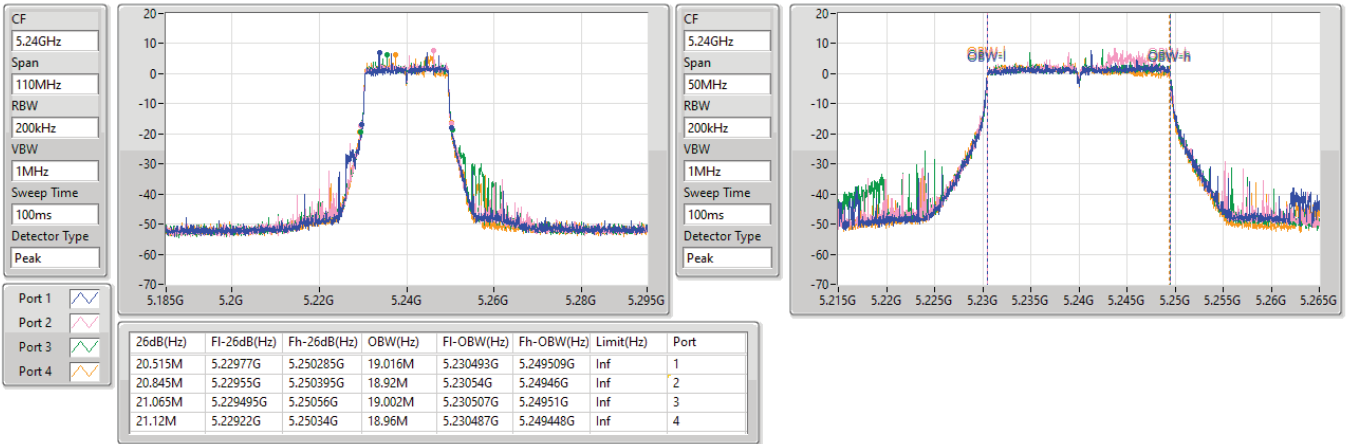 CF
5.24GHz
Span
110MHz
RBW
200kHz
VBW
1MHz
Sweep Time
100ms
Detector Type
Peak
20-
10-
0-
-10-
-20-
-30-
-40-
-50-
-60-
-70-
5.185G 5.2G 5.22G 5.24G 5.26G 5.28G 5.295G
CF
5.24GHz
Span
50MHz
RBW
200kHz
VBW
1MHz
Sweep Time
100ms
Detector Type
Peak
20-
10-
0-
-10-
-20-
-30-
-40-
-50-
-60-
-70-
OBW-l OBW-h
5.215G 5.22G 5.225G 5.23G 5.235G 5.24G 5.245G 5.25G 5.255G 5.26G 5.265G
Port 1
Port 2
Port 3
Port 4
26dB(Hz) Fl-26dB(Hz) Fh-26dB(Hz) OBW(Hz) Fl-OBW(Hz) Fh-OBW(Hz) Limit(Hz) Port
20.515M 5.22977G 5.250285G 19.016M 5.230493G 5.249509G Inf 1
20.845M 5.22955G 5.250395G 18.92M 5.23054G 5.24946G Inf 2
21.065M 5.229495G 5.25056G 19.002M 5.230507G 5.24951G Inf 3
21.12M 5.22922G 5.25034G 18.96M 5.230487G 5.249448G Inf 4